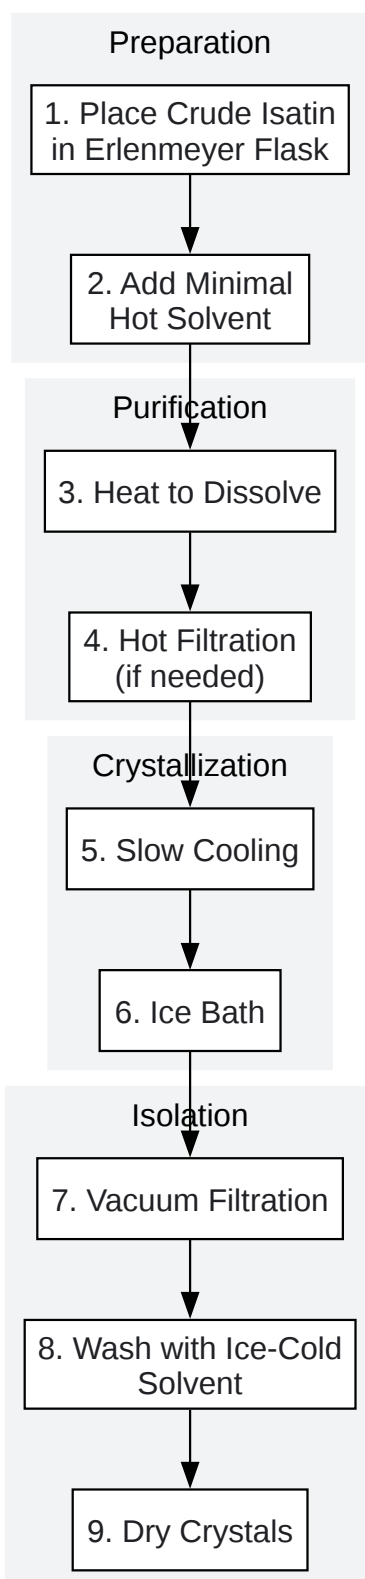 Preparation
1. Place Crude Isatin
in Erlenmeyer Flask
2. Add Minimal
Hot Solvent
Purification
3. Heat to Dissolve
4. Hot Filtration
(if needed)
Crystallization
5. Slow Cooling
6. Ice Bath
Isolation
7. Vacuum Filtration
8. Wash with Ice-Cold
Solvent
9. Dry Crystals